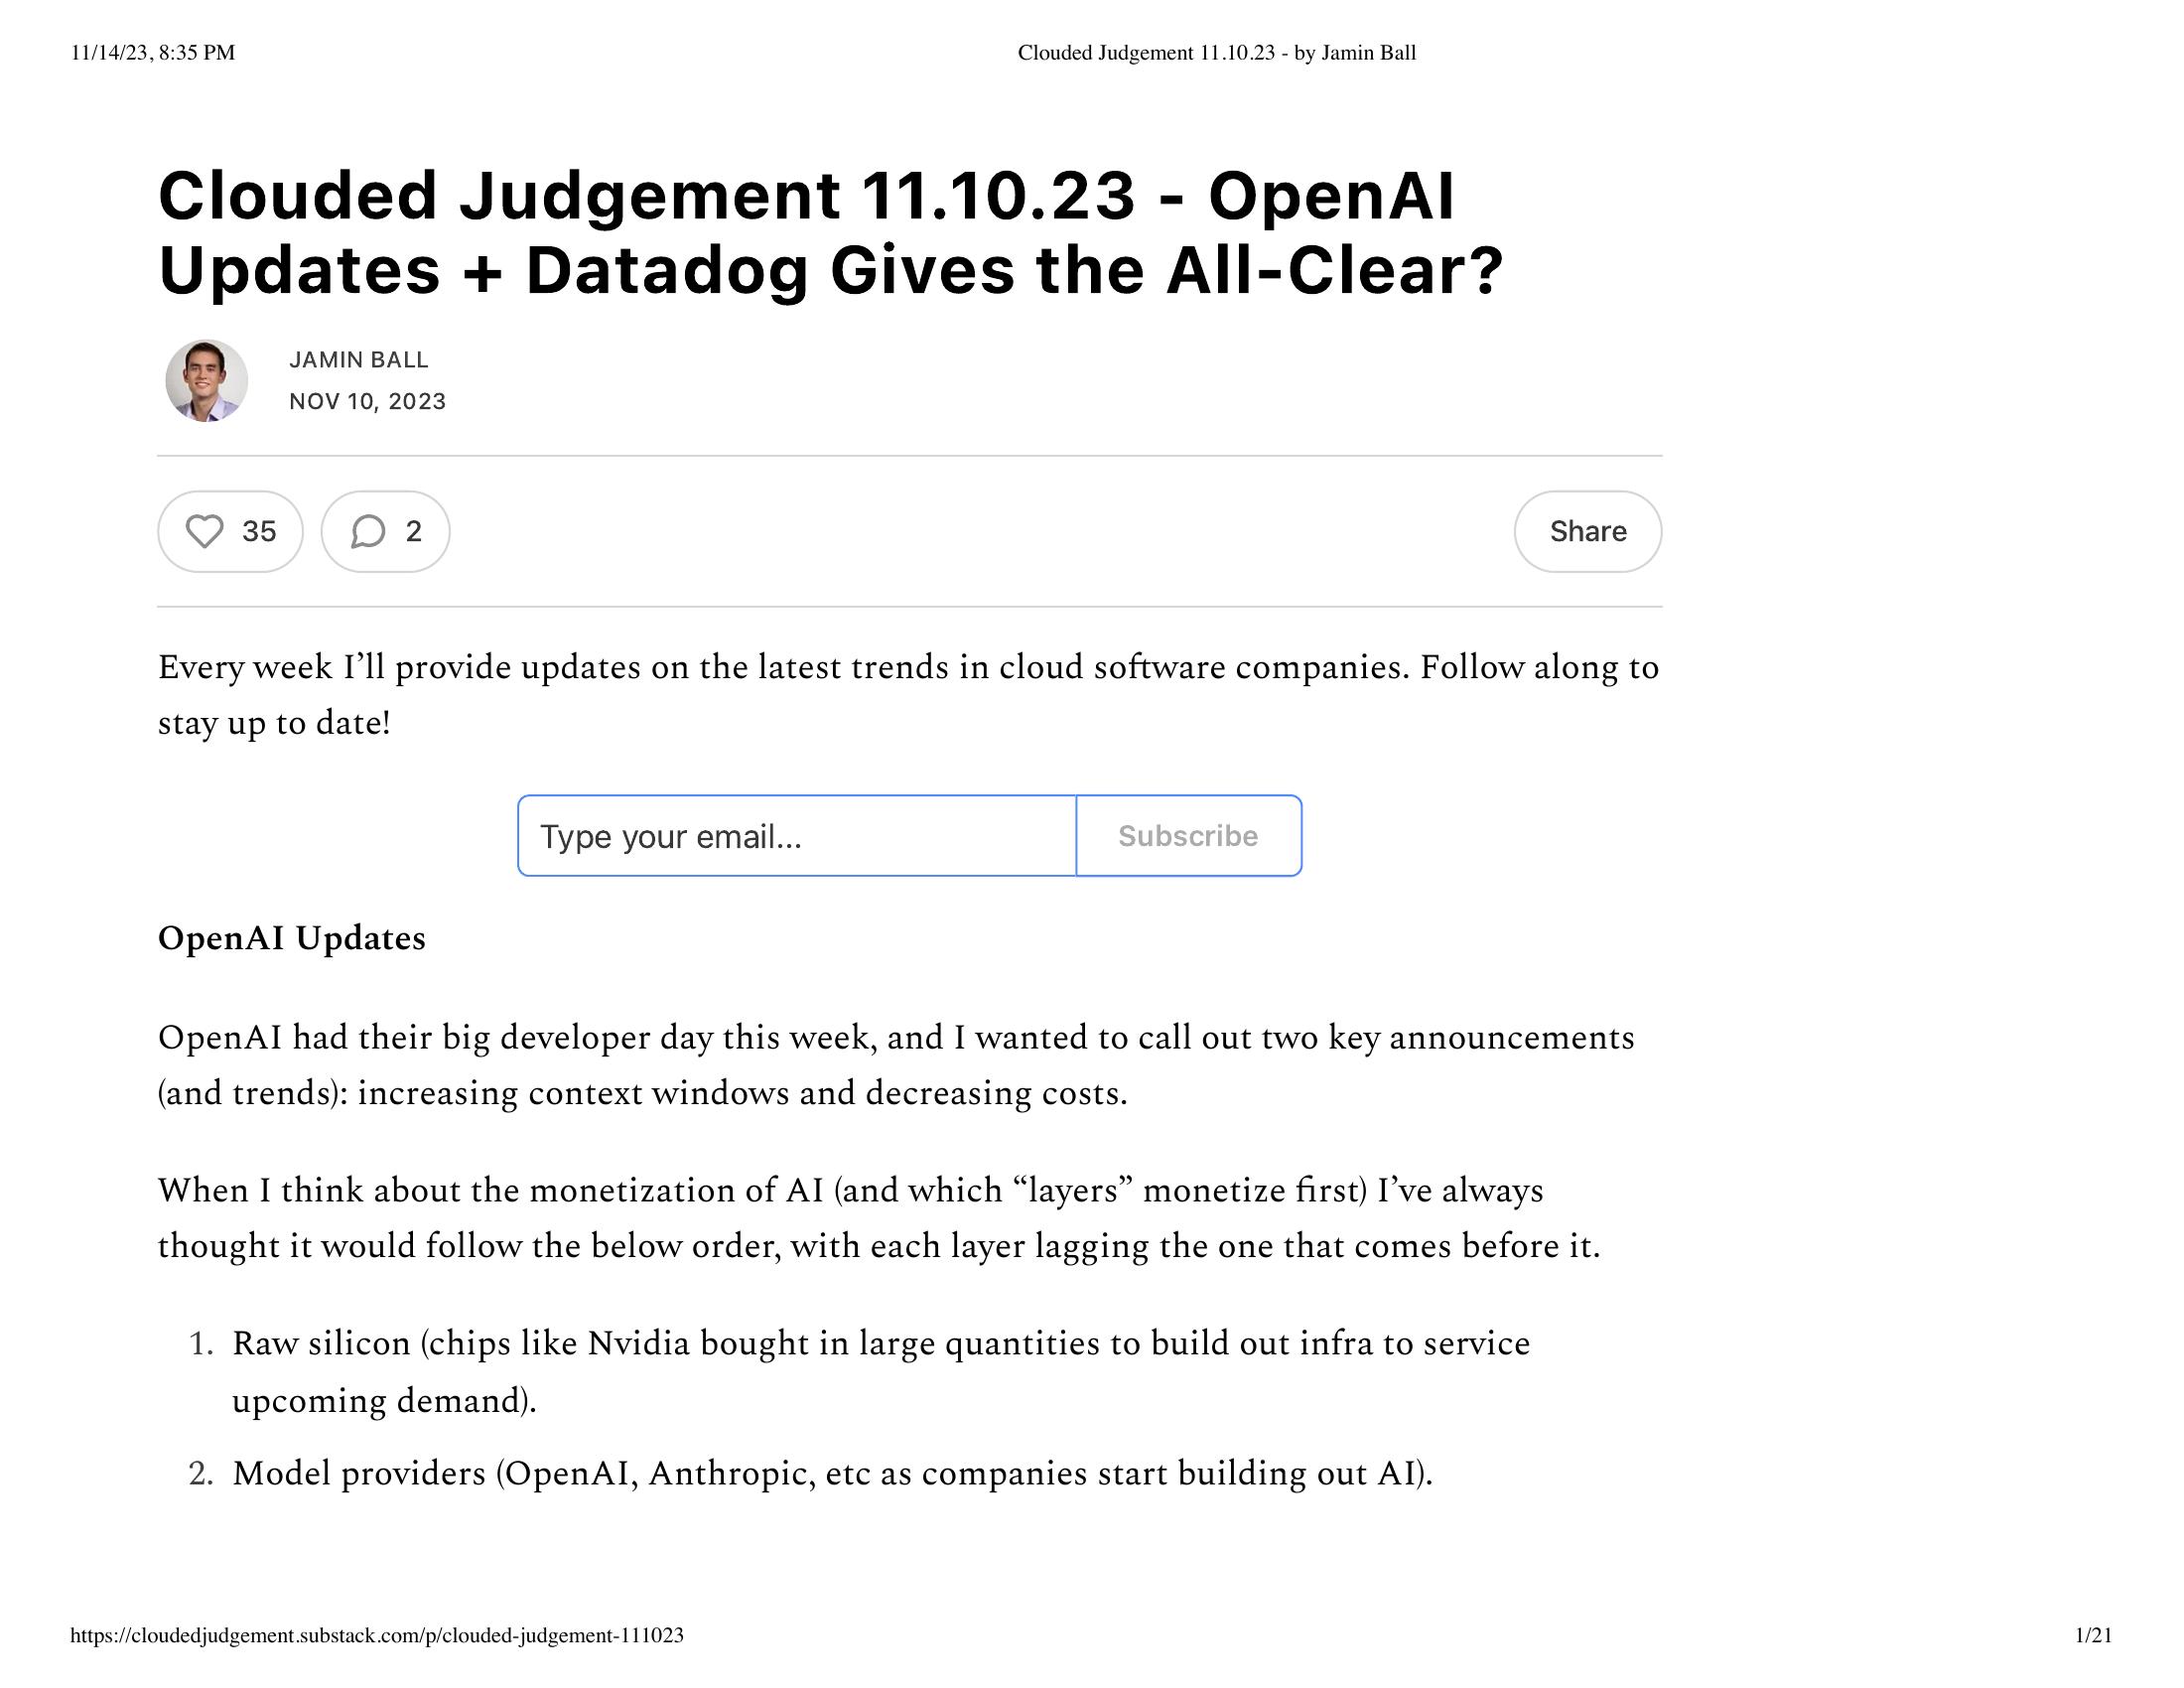 11/14/23, 8:35 PM
Clouded Judgement 11.10.23 - by Jamin Ball
Clouded Judgement 11.10.23 - OpenAI
Updates + Datadog Gives the All-Clear?
JAMIN BALL
NOV 10, 2023
35
2
Share
Every week I’ll provide updates on the latest trends in cloud software companies. Follow along to
stay up to date!
Type your email...
Subscribe
OpenAI Updates
OpenAI had their big developer day this week, and I wanted to call out two key announcements
(and trends): increasing context windows and decreasing costs.
When I think about the monetization of AI (and which “layers” monetize first) I’ve always
thought it would follow the below order, with each layer lagging the one that comes before it.
1. Raw silicon (chips like Nvidia bought in large quantities to build out infra to service
upcoming demand).
2. Model providers (OpenAI, Anthropic, etc as companies start building out AI).
https://cloudedjudgement.substack.com/p/clouded-judgement-111023
1/21